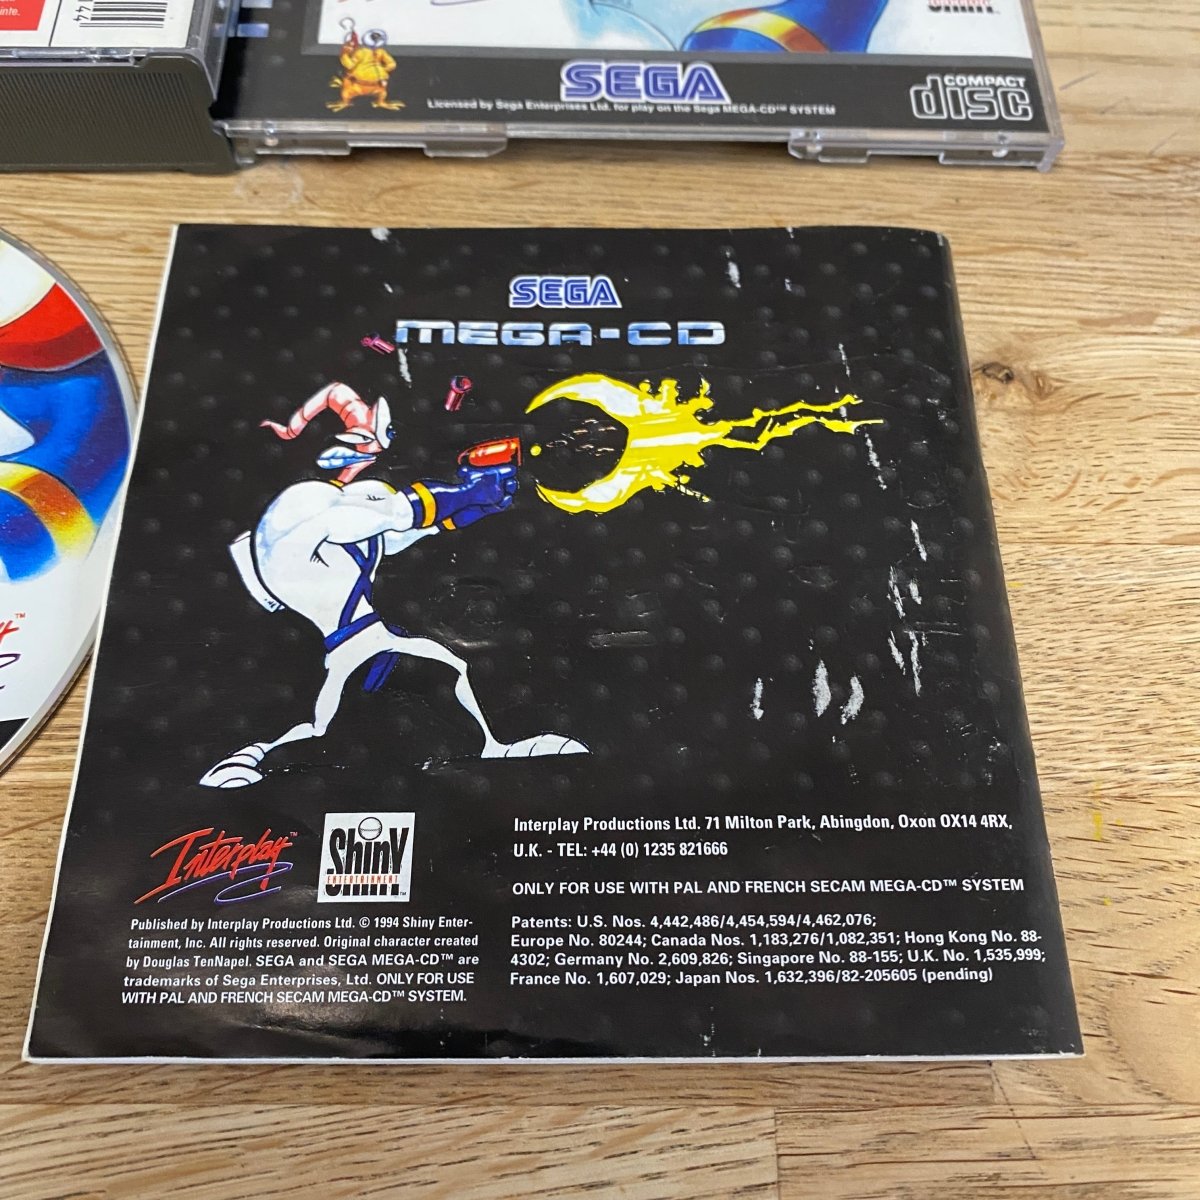 inte.
44
SEGA
Licensed by Sega Enterprises Ltd. for play on the Sega MEGA-CD™ SYSTEM
COMPACT
disc
SEGA
MEGA-CD
Interplay™
Shiny
ENTERTAINMENT
Published by Interplay Productions Ltd. © 1994 Shiny Enter-
tainment, Inc. All rights reserved. Original character created
by Douglas TenNapel. SEGA and SEGA MEGA-CD™ are
trademarks of Sega Enterprises, Ltd. ONLY FOR USE
WITH PAL AND FRENCH SECAM MEGA-CD™ SYSTEM.
Interplay Productions Ltd. 71 Milton Park, Abingdon, Oxon OX14 4RX,
U.K. - TEL: +44 (0) 1235 821666
ONLY FOR USE WITH PAL AND FRENCH SECAM MEGA-CD™ SYSTEM
Patents: U.S. Nos. 4,442,486/4,454,594/4,462,076;
Europe No. 80244; Canada Nos. 1,183,276/1,082,351; Hong Kong No. 88-
4302; Germany No. 2,609,826; Singapore No. 88-155; U.K. No. 1,535,999;
France No. 1,607,029; Japan Nos. 1,632,396/82-205605 (pending)